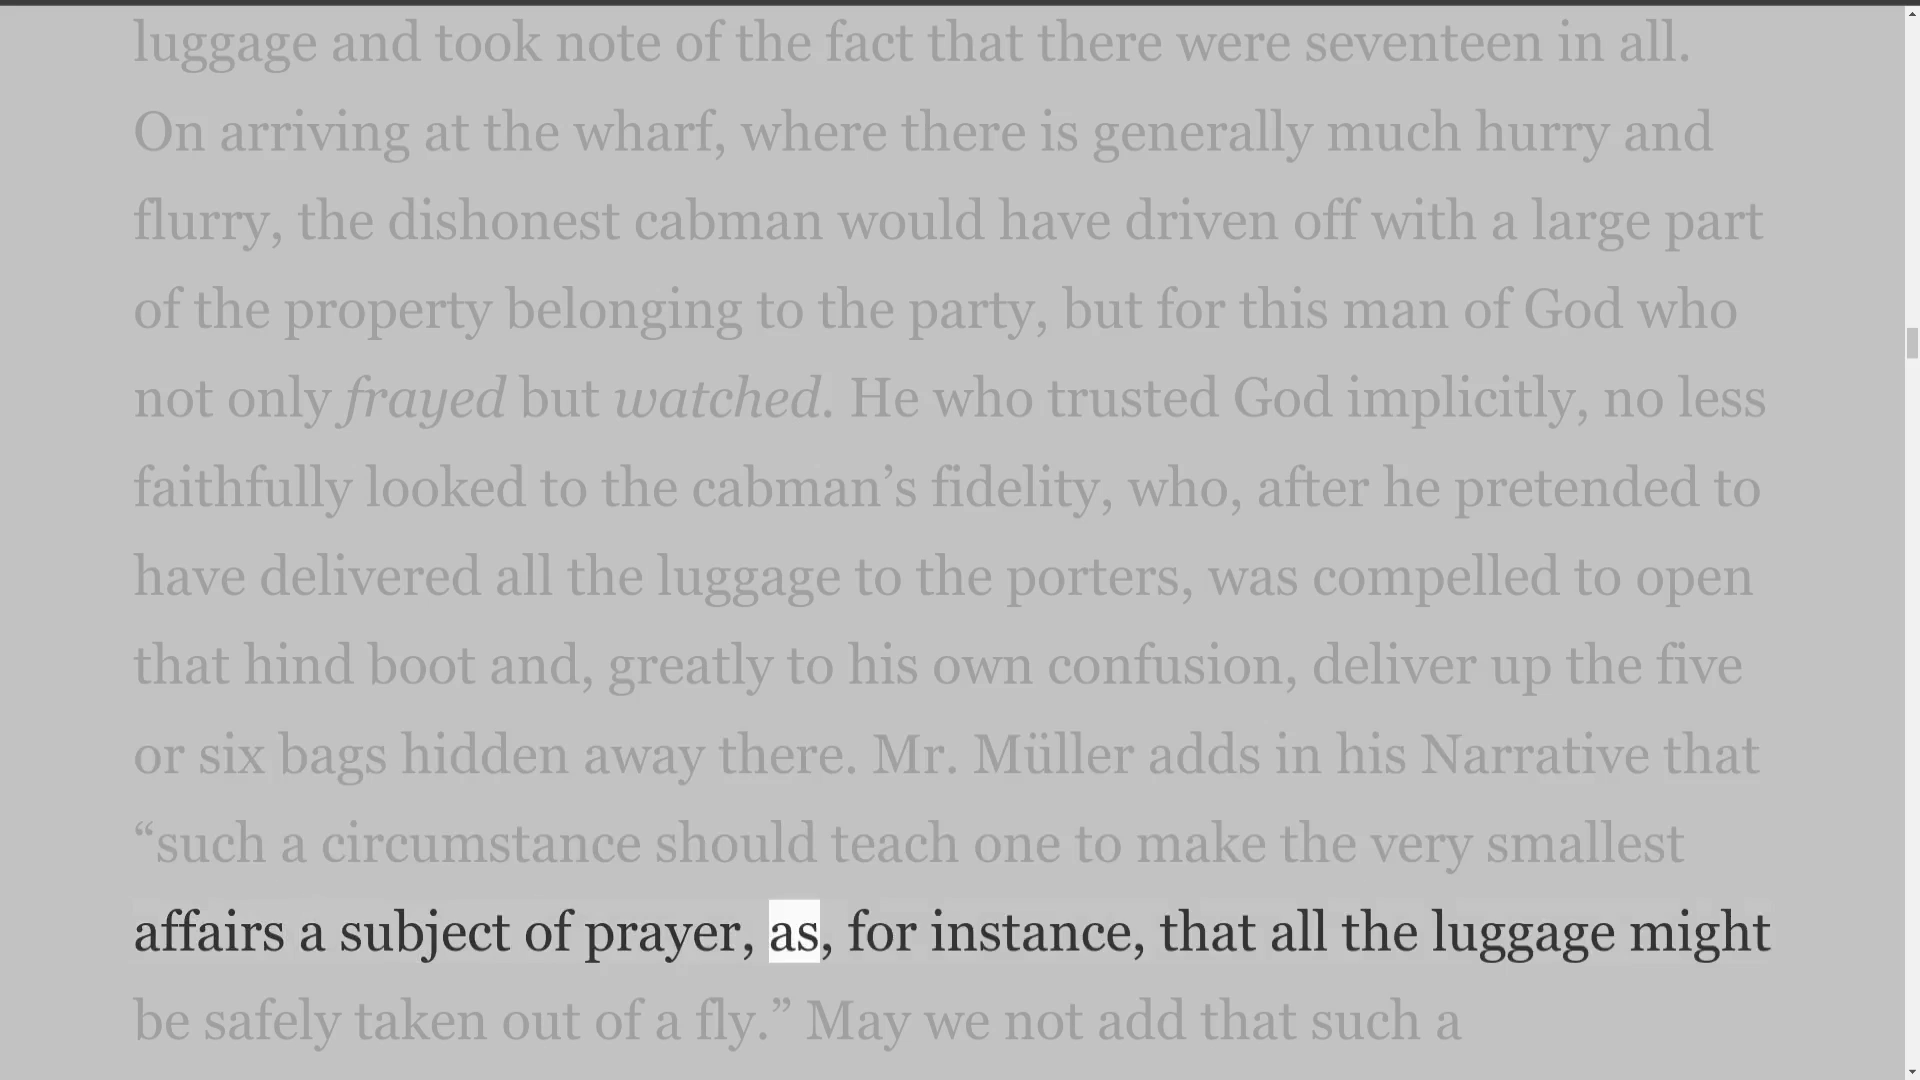 luggage and took note of the fact that there were seventeen in all.
On arriving at the wharf, where there is generally much hurry and
flurry, the dishonest cabman would have driven off with a large part
of the property belonging to the party, but for this man of God who
not only frayed but watched. He who trusted God implicitly, no less
faithfully looked to the cabman’s fidelity, who, after he pretended to
have delivered all the luggage to the porters, was compelled to open
that hind boot and, greatly to his own confusion, deliver up the five
or six bags hidden away there. Mr. Müller adds in his Narrative that
“such a circumstance should teach one to make the very smallest
affairs a subject of prayer, as, for instance, that all the luggage might
be safely taken out of a fly.” May we not add that such a